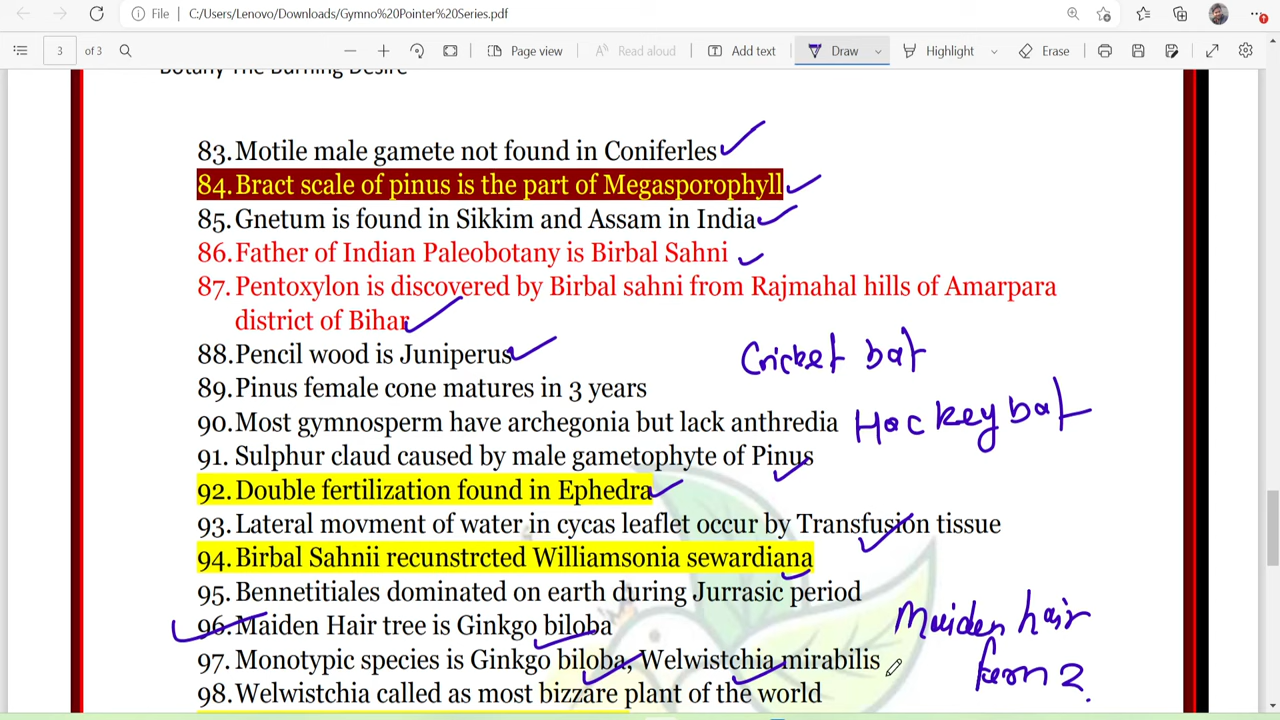 File
C:/Users/Lenovo/Downloads/Gymno%20Pointer%20Series.pdf
3 of 3
Page view
Read aloud
Add text
Draw
Highlight
Erase
Botany The Burning Desire
83. Motile male gamete not found in Coniferles
84. Bract scale of pinus is the part of Megasporophyll
85. Gnetum is found in Sikkim and Assam in India
86. Father of Indian Paleobotany is Birbal Sahni
87. Pentoxylon is discovered by Birbal sahni from Rajmahal hills of Amarpara
district of Bihar
88. Pencil wood is Juniperus
Cricket bat
89. Pinus female cone matures in 3 years
90. Most gymnosperm have archegonia but lack anthredia
Hockey bat
91. Sulphur claud caused by male gametophyte of Pinus
92. Double fertilization found in Ephedra
93. Lateral movment of water in cycas leaflet occur by Transfusion tissue
94. Birbal Sahnii recunstrcted Williamsonia sewardiana
95. Bennetitiales dominated on earth during Jurrasic period
96. Maiden Hair tree is Ginkgo biloba
Maiden hair
97. Monotypic species is Ginkgo biloba, Welwistchia mirabilis
fern ?
98. Welwistchia called as most bizzare plant of the world